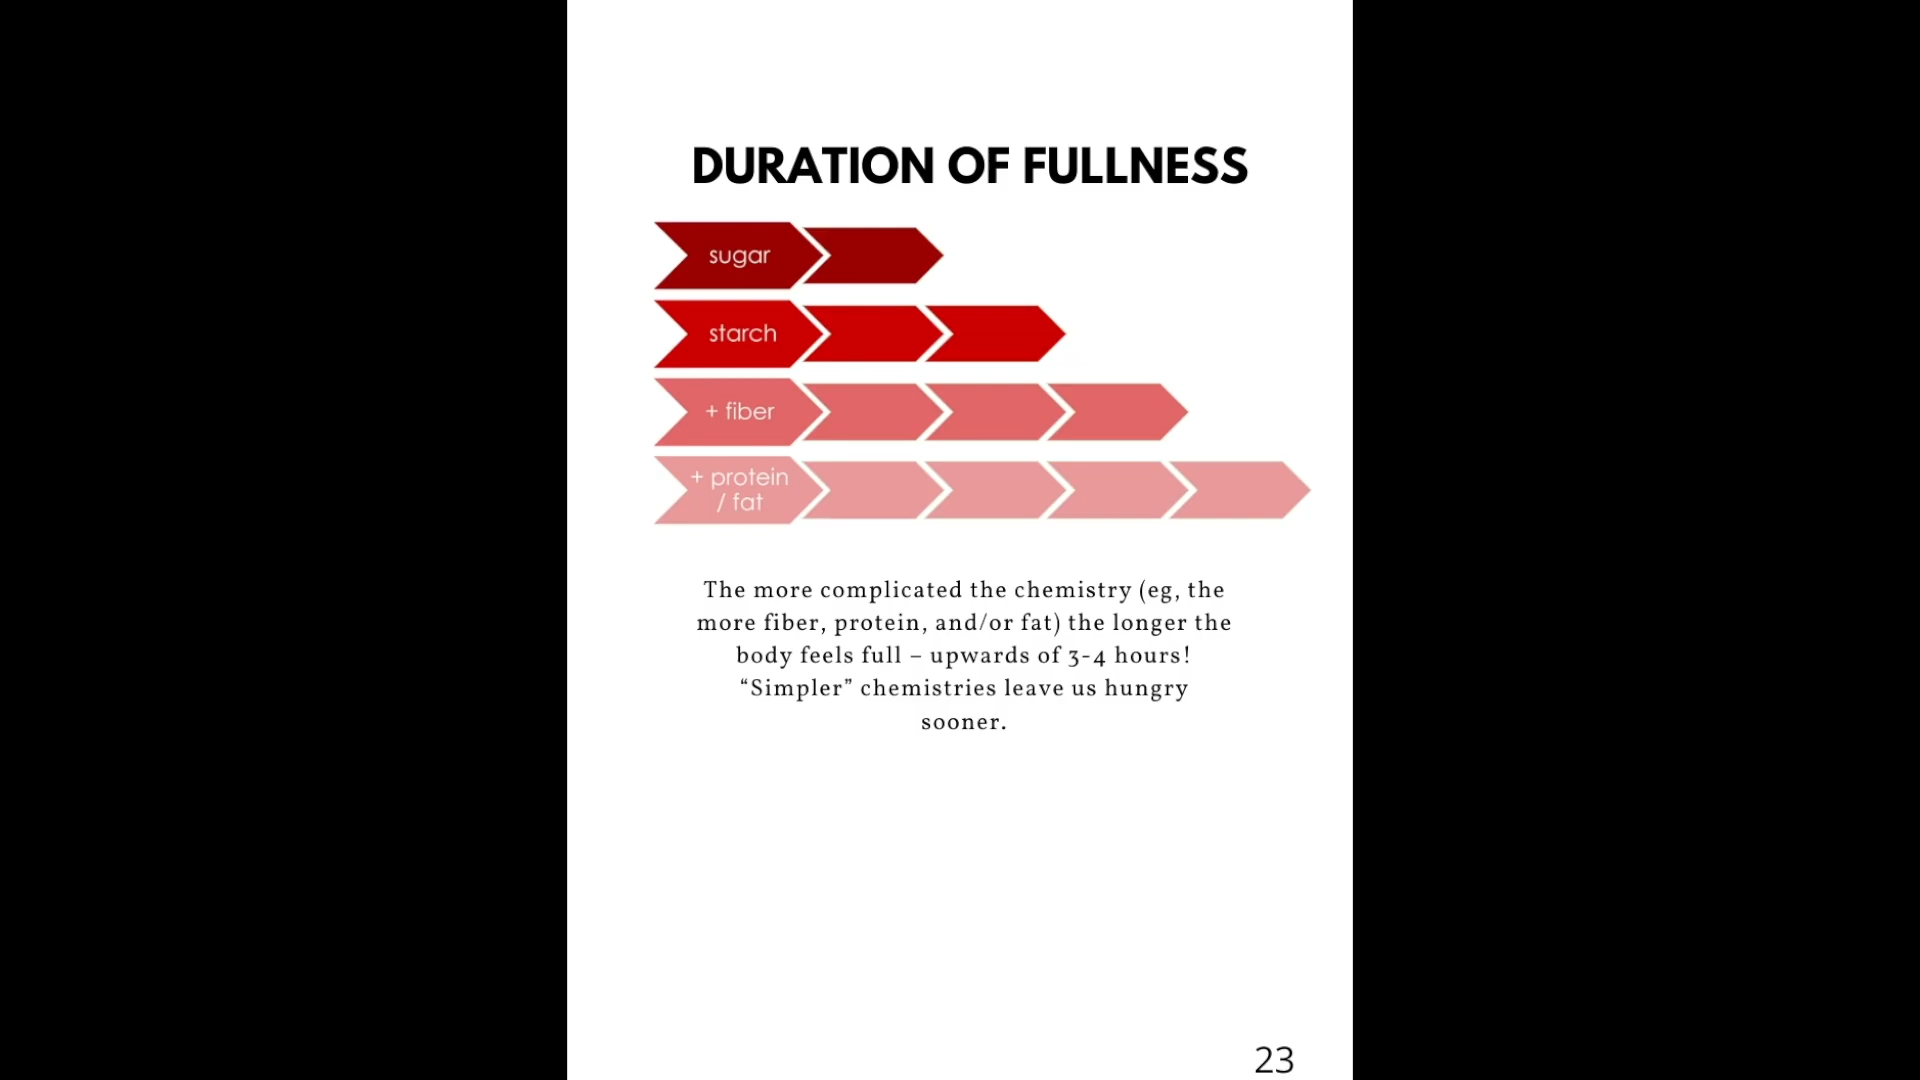 DURATION OF FULLNESS
sugar
starch
+ fiber
+ protein
/ fat
The more complicated the chemistry (eg, the
more fiber, protein, and/or fat) the longer the
body feels full – upwards of 3-4 hours!
“Simpler” chemistries leave us hungry
sooner.
23